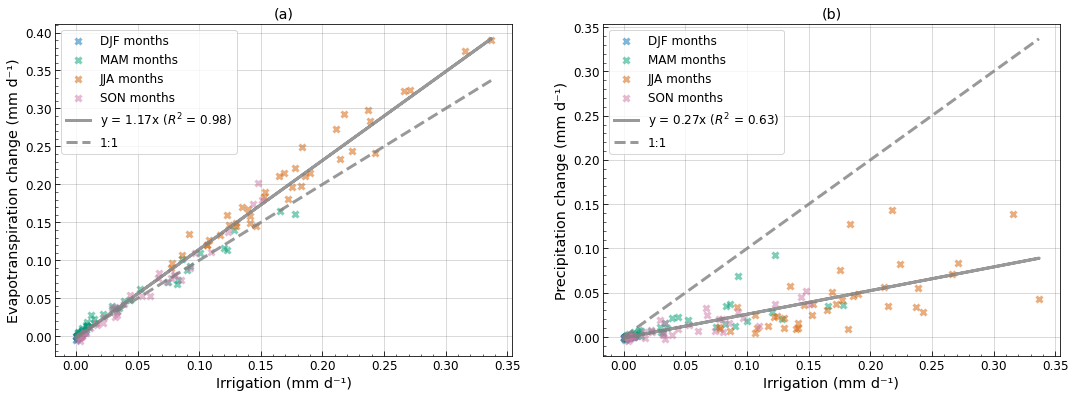 (a)
DJF months
MAM months
JJA months
SON months
y = 1.17x (R² = 0.98)
1:1
Evapotranspiration change (mm d⁻¹)
0.40
0.35
0.30
0.25
0.20
0.15
0.10
0.05
0.00
0.00 0.05 0.10 0.15 0.20 0.25 0.30 0.35
Irrigation (mm d⁻¹)
(b)
DJF months
MAM months
JJA months
SON months
y = 0.27x (R² = 0.63)
1:1
Precipitation change (mm d⁻¹)
0.35
0.30
0.25
0.20
0.15
0.10
0.05
0.00
0.00 0.05 0.10 0.15 0.20 0.25 0.30 0.35
Irrigation (mm d⁻¹)